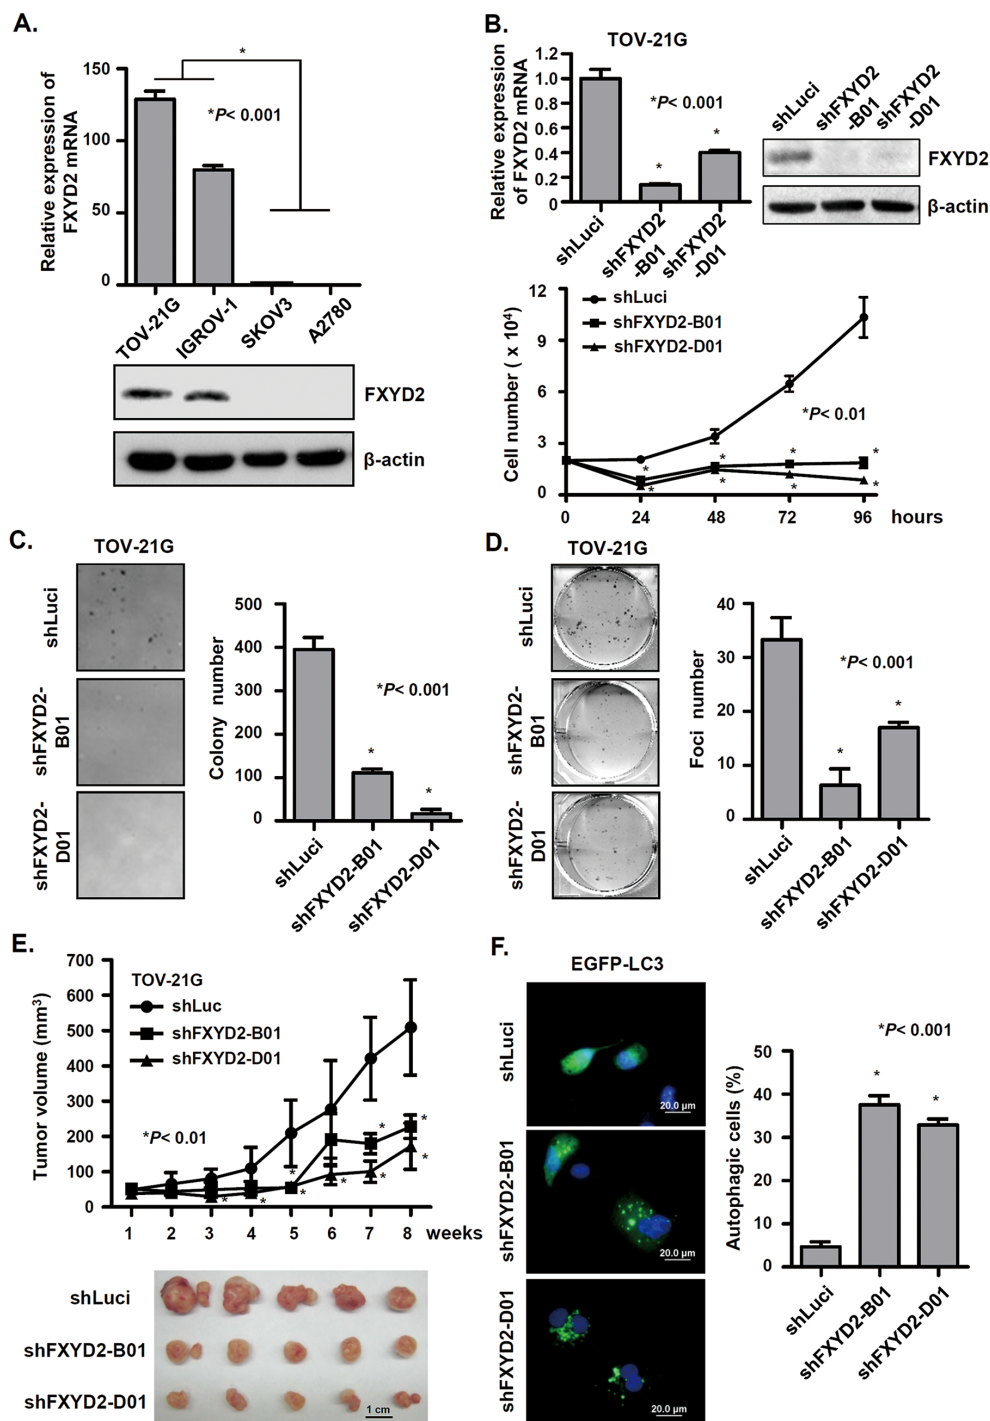 A.
Relative expression of
FXYD2 mRNA
150
100
50
0
*
*P< 0.001
TOV-21G
IGROV-1
SKOV3
A2780
FXYD2
β-actin
B.
TOV-21G
Relative expression
of FXYD2 mRNA
1.2
1.0
0.8
0.6
0.4
0.2
0
*P< 0.001
*
*
shLuci
shFXYD2
-B01
shFXYD2
-D01
shLuci
shFXYD2
-B01
shFXYD2
-D01
FXYD2
β-actin
Cell number ( x 10⁴)
12
9
6
3
0
shLuci
shFXYD2-B01
shFXYD2-D01
*P< 0.01
*
*
*
*
*
*
*
*
0
24
48
72
96
hours
C.
TOV-21G
shLuci
shFXYD2-
B01
shFXYD2-
D01
Colony number
500
400
300
200
100
0
*P< 0.001
*
*
shLuci
shFXYD2-B01
shFXYD2-D01
D.
TOV-21G
shLuci
shFXYD2-
B01
shFXYD2-
D01
Foci number
40
30
20
10
0
*P< 0.001
*
*
shLuci
shFXYD2-B01
shFXYD2-D01
E.
Tumor volume (mm³)
700
600
500
400
300
200
100
0
TOV-21G
shLuc
shFXYD2-B01
shFXYD2-D01
*P< 0.01
*
*
*
*
*
*
*
*
*
1
2
3
4
5
6
7
8
weeks
shLuci
shFXYD2-B01
shFXYD2-D01
1 cm
F.
EGFP-LC3
shLuci
20.0 µm
shFXYD2-B01
20.0 µm
shFXYD2-D01
20.0 µm
Autophagic cells (%)
50
40
30
20
10
0
*P< 0.001
*
*
shLuci
shFXYD2-B01
shFXYD2-D01